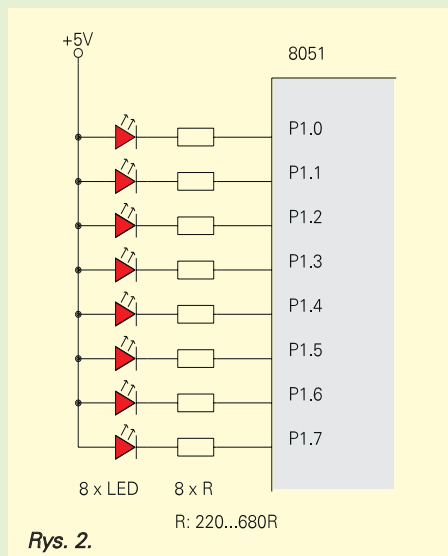 +5V
8051
P1.0
P1.1
P1.2
P1.3
P1.4
P1.5
P1.6
P1.7
8 x LED 8 x R
R: 220...680R
Rys. 2.